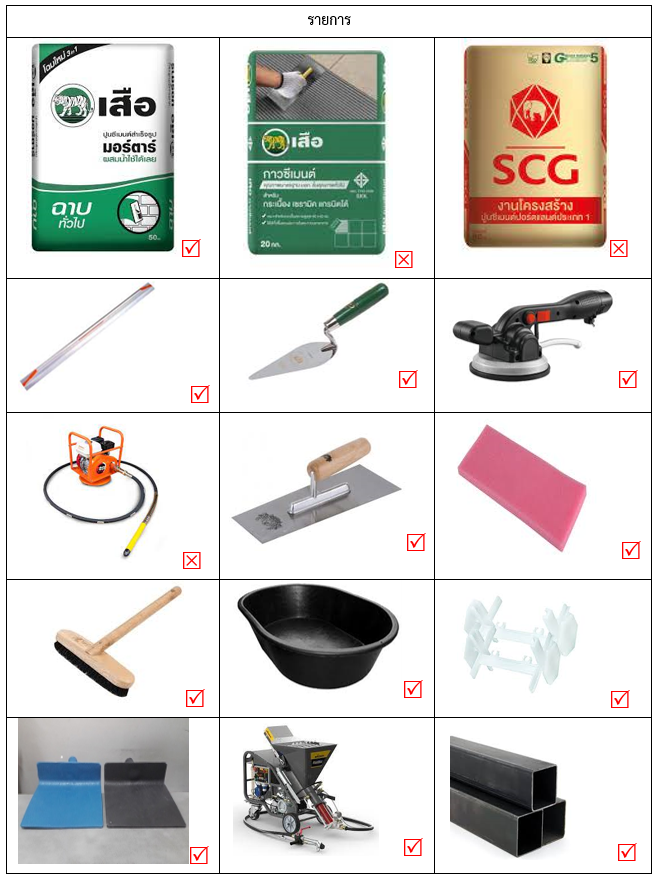 รายการ
โฉมใหม่ 3 in 1
เสือ
ปูนซีเมนต์สำเร็จรูป
มอร์ตาร์
ผสมน้ำใช้ได้เลย
ฉาบ
ทั่วไป
ฉาบ
50 กก.
เสือ
กาวซีเมนต์
สำหรับ
กระเบื้อง เซรามิค แกรนิตโต้
20 กก.
5
SCG
งานโครงสร้าง
ปูนซีเมนต์ปอร์ตแลนด์ประเภท 1